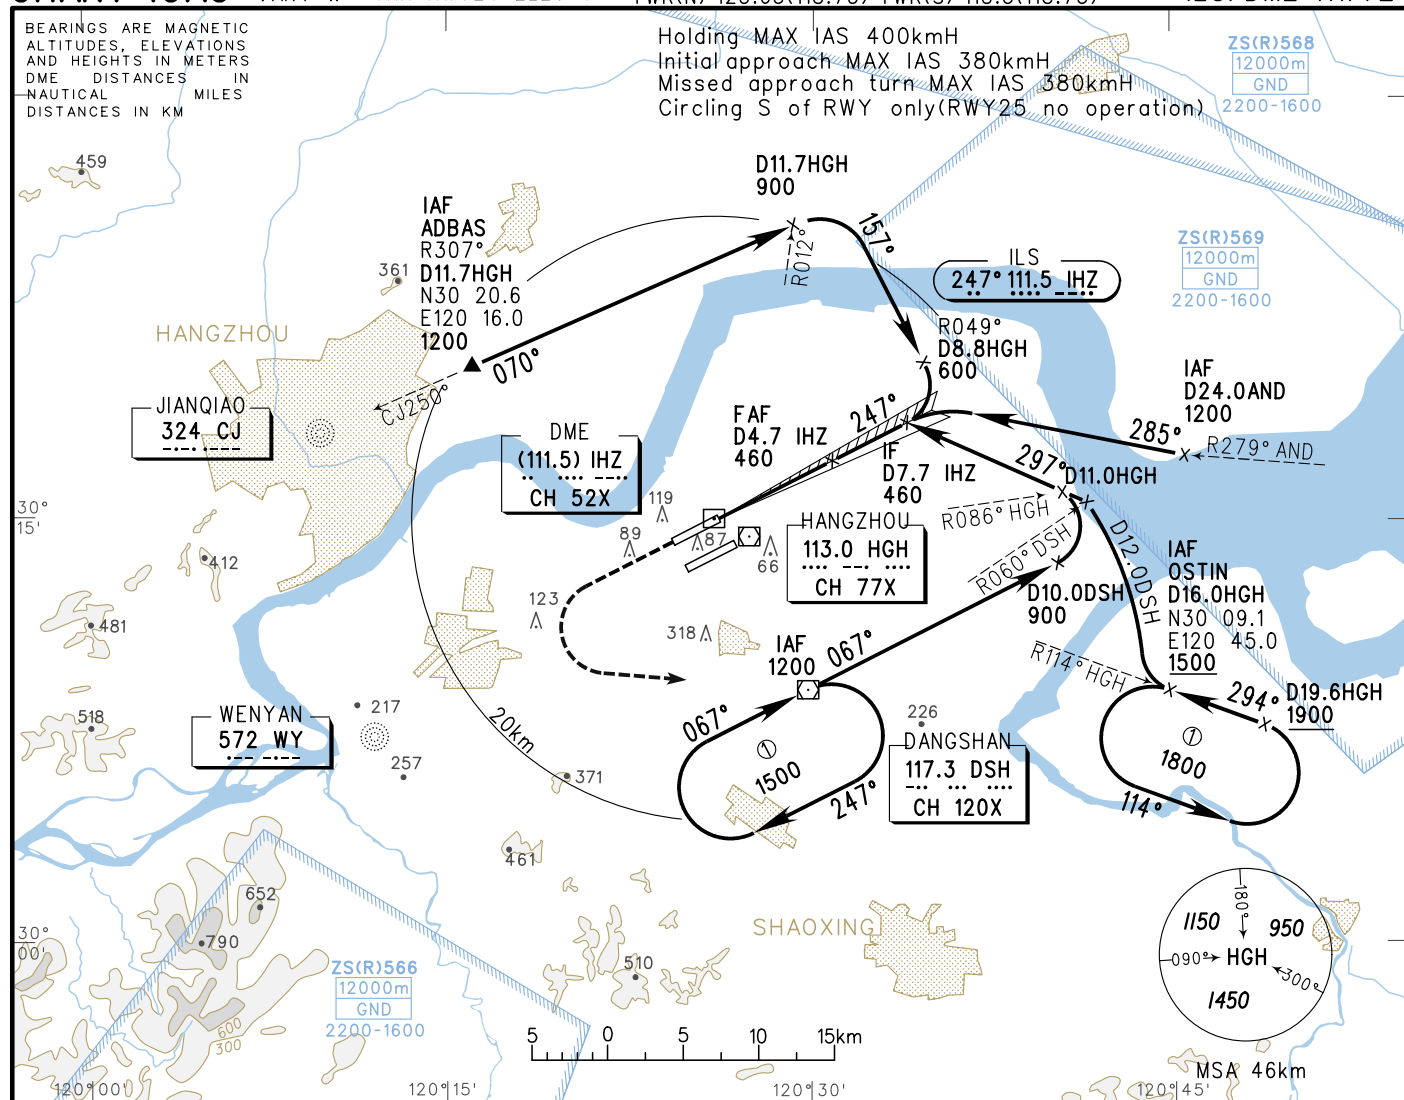 BEARINGS ARE MAGNETIC
ALTITUDES, ELEVATIONS
AND HEIGHTS IN METERS
DME DISTANCES IN
NAUTICAL MILES
DISTANCES IN KM
Holding MAX IAS 400kmH
Initial approach MAX IAS 380kmH
Missed approach turn MAX IAS 380kmH
Circling S of RWY only(RWY25 no operation)
ZS(R)568
12000m
GND
2200-1600
459
D11.7HGH
900
IAF
ADBAS
R307°
D11.7HGH
N30 20.6
E120 16.0
1200
361
R012°
157°
ZS(R)569
12000m
GND
2200-1600
ILS
247° 111.5 IHZ
HANGZHOU
070°
CJ250°
R049°
D8.8HGH
600
IAF
D24.0AND
1200
JIANQIAO
324 CJ
FAF
D4.7 IHZ
460
247°
285°
R279° AND
DME
(111.5) IHZ
CH 52X
IF
D7.7 IHZ
460
297°
D11.0HGH
30°
15'
119
89
87
66
R086° HGH
HANGZHOU
113.0 HGH
CH 77X
R060° DSH
D12.0DSH
412
IAF
OSTIN
D16.0HGH
N30 09.1
E120 45.0
1500
D10.0DSH
900
123
481
318
IAF
1200
067°
R114° HGH
294°
D19.6HGH
1900
WENYAN
572 WY
217
518
257
20km
067°
1
1500
247°
226
DANGSHAN
117.3 DSH
CH 120X
1
1800
114°
371
461
652
790
30°
00'
SHAOXING
510
ZS(R)566
12000m
GND
2200-1600
600
300
180°
1150
950
090°
HGH
300°
1450
MSA 46km
5 0 5 10 15km
120°00'
120°15'
120°30'
120°45'